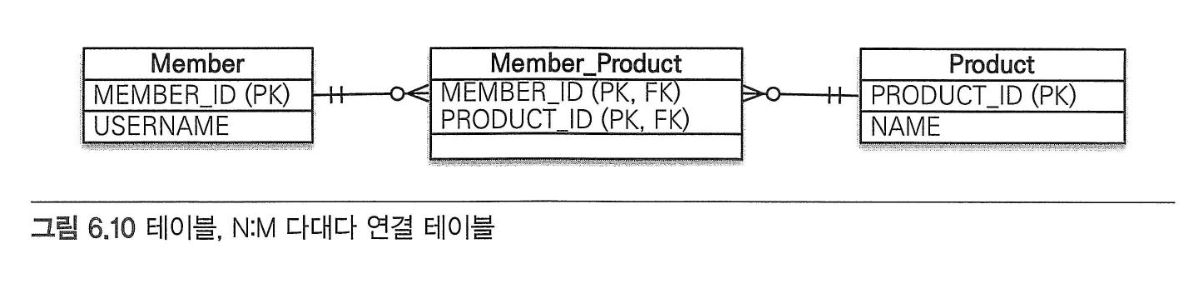 Member
MEMBER_ID (PK)
USERNAME
Member_Product
MEMBER_ID (PK, FK)
PRODUCT_ID (PK, FK)
Product
PRODUCT_ID (PK)
NAME
그림 6.10 테이블, N:M 다대다 연결 테이블